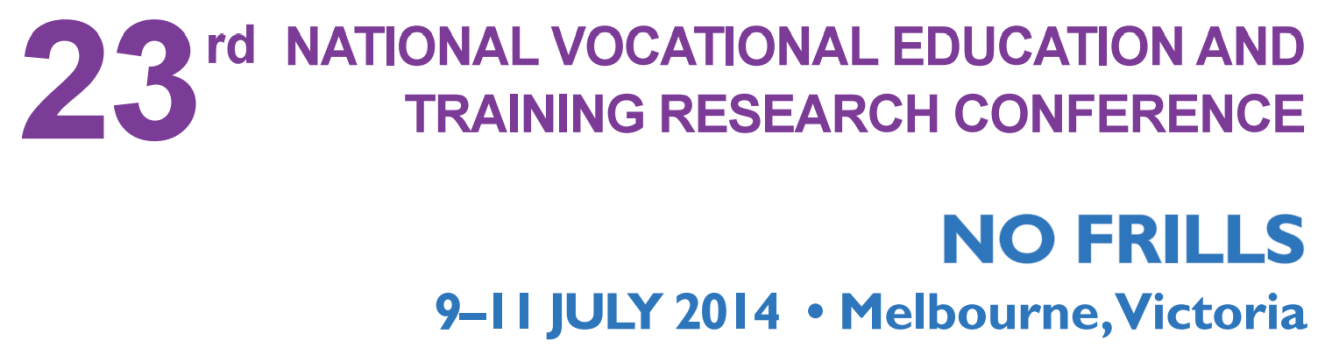 23rd NATIONAL VOCATIONAL EDUCATION AND
TRAINING RESEARCH CONFERENCE
NO FRILLS
9–11 JULY 2014 • Melbourne, Victoria